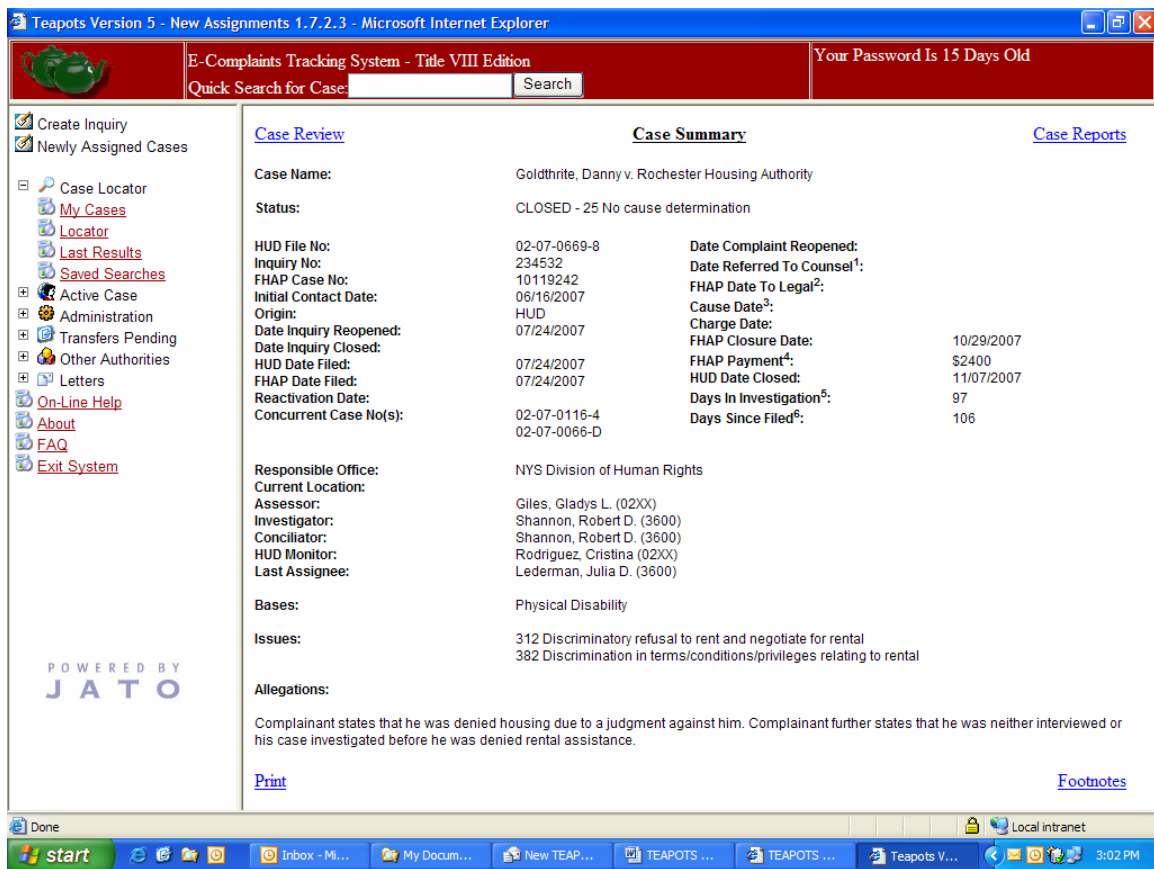 Teapots Version 5 - New Assignments 1.7.2.3 - Microsoft Internet Explorer
E-Complaints Tracking System - Title VIII Edition
Your Password Is 15 Days Old
Quick Search for Case: Search
Create Inquiry
Newly Assigned Cases
Case Locator
My Cases
Locator
Last Results
Saved Searches
Active Case
Administration
Transfers Pending
Other Authorities
Letters
On-Line Help
About
FAQ
Exit System
POWERED BY
JATO
Case Review Case Summary Case Reports
Case Name: Goldthrite, Danny v. Rochester Housing Authority
Status: CLOSED - 25 No cause determination
HUD File No: 02-07-0669-8
Inquiry No: 234532
FHAP Case No: 10119242
Initial Contact Date: 06/16/2007
Origin: HUD
Date Inquiry Reopened: 07/24/2007
Date Inquiry Closed:
HUD Date Filed: 07/24/2007
FHAP Date Filed: 07/24/2007
Reactivation Date:
Concurrent Case No(s): 02-07-0116-4
02-07-0066-D
Date Complaint Reopened:
Date Referred To Counsel1:
FHAP Date To Legal2:
Cause Date3:
Charge Date:
FHAP Closure Date: 10/29/2007
FHAP Payment4: $2400
HUD Date Closed: 11/07/2007
Days In Investigation5: 97
Days Since Filed6: 106
Responsible Office: NYS Division of Human Rights
Current Location:
Assessor: Giles, Gladys L. (02XX)
Investigator: Shannon, Robert D. (3600)
Conciliator: Shannon, Robert D. (3600)
HUD Monitor: Rodriguez, Cristina (02XX)
Last Assignee: Lederman, Julia D. (3600)
Bases: Physical Disability
Issues: 312 Discriminatory refusal to rent and negotiate for rental
382 Discrimination in terms/conditions/privileges relating to rental
Allegations:
Complainant states that he was denied housing due to a judgment against him. Complainant further states that he was neither interviewed or
his case investigated before he was denied rental assistance.
Print Footnotes
Done Local intranet
start Inbox - Mi... My Docum... New TEAP... TEAPOTS ... TEAPOTS ... Teapots V... 3:02 PM